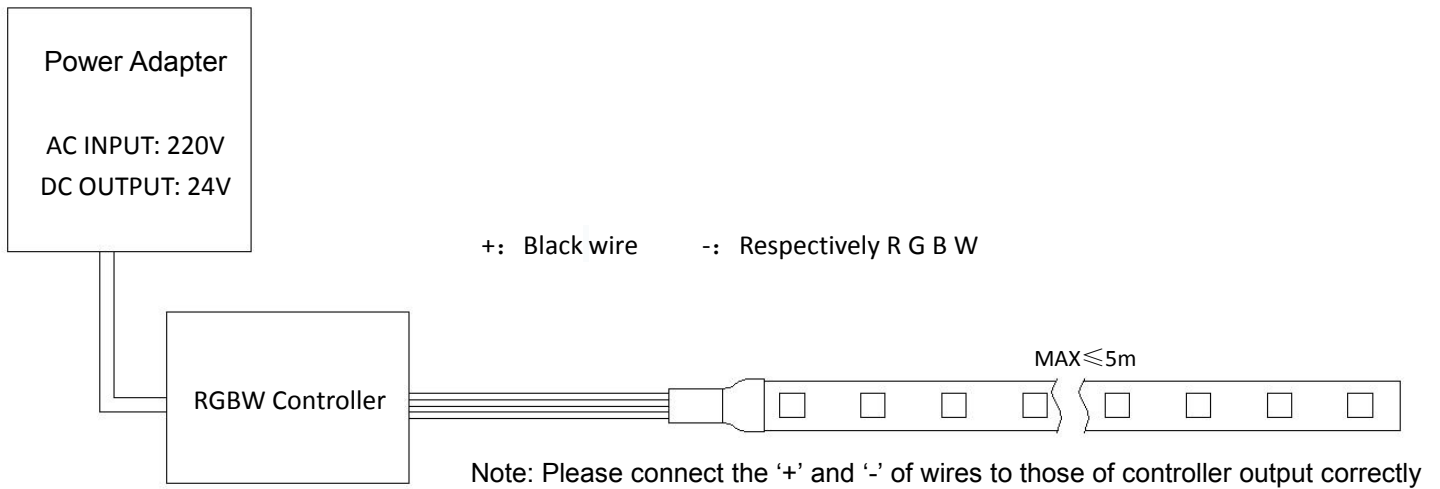 Power Adapter
AC INPUT: 220V
DC OUTPUT: 24V
+：Black wire -：Respectively R G B W
MAX≤5m
RGBW Controller
Note: Please connect the ‘+’ and ‘-’ of wires to those of controller output correctly